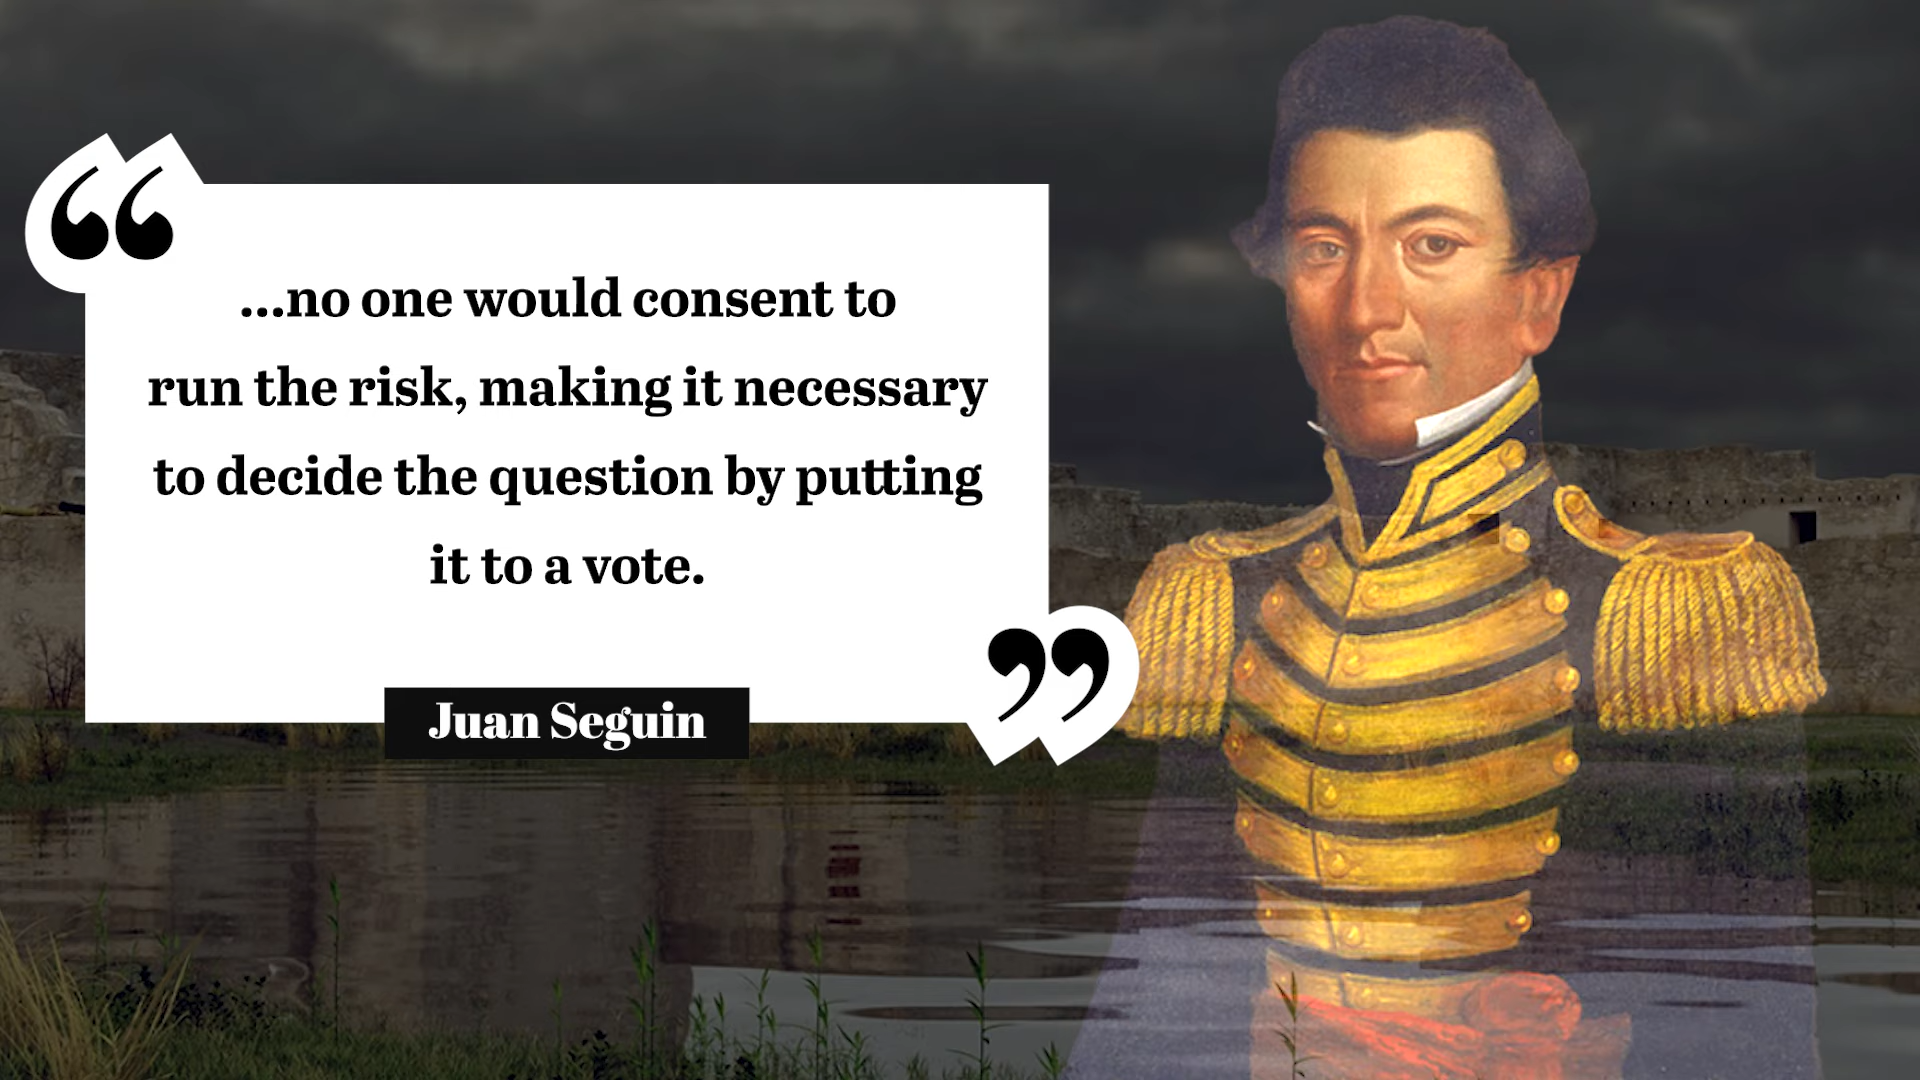 “
...no one would consent to
run the risk, making it necessary
to decide the question by putting
it to a vote.
”
Juan Seguin